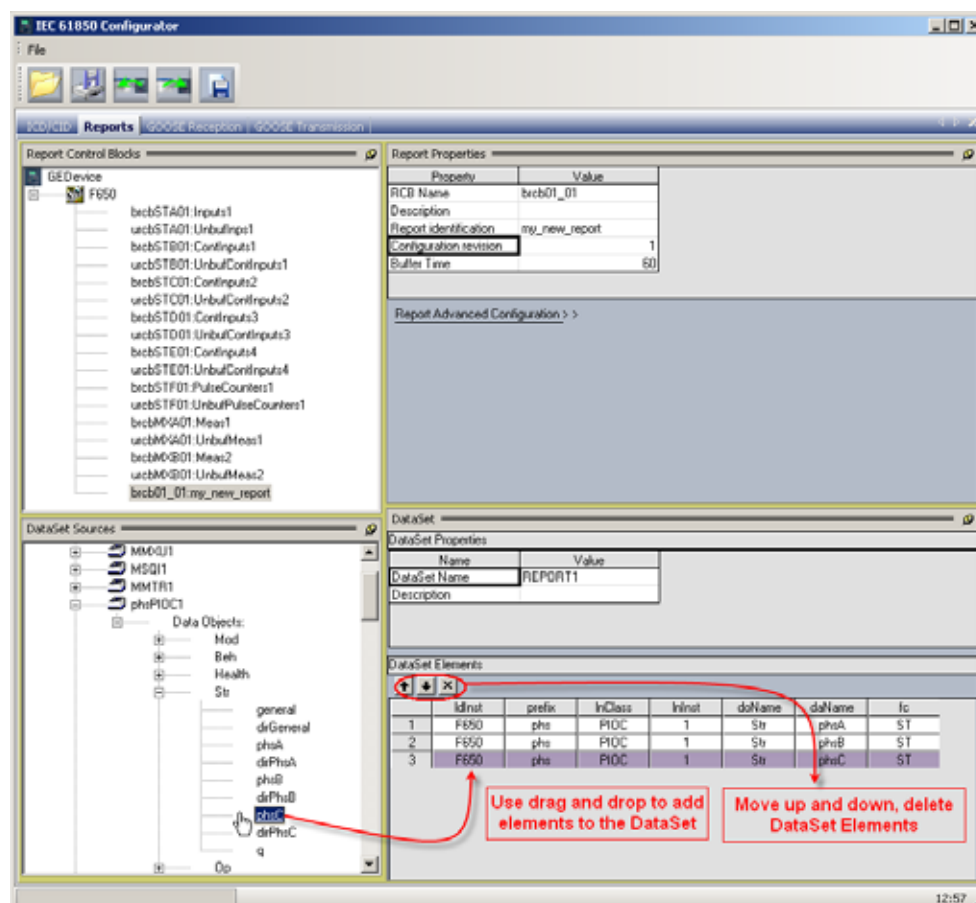 IEC 61850 Configurator
File
ICD/CID | Reports | GOOSE Reception | GOOSE Transmission |
Report Control Blocks
GEDevice
F650
brcbSTA01:Inputs1
urcbSTA01:UnbufInps1
brcbSTB01:ContInputs1
urcbSTB01:UnbufContInputs1
brcbSTC01:ContInputs2
urcbSTC01:UnbufContInputs2
brcbSTD01:ContInputs3
urcbSTD01:UnbufContInputs3
brcbSTE01:ContInputs4
urcbSTE01:UnbufContInputs4
brcbSTF01:PulseCounters1
urcbSTF01:UnbufPulseCounters1
brcbMXA01:Meas1
urcbMXA01:UnbufMeas1
brcbMXB01:Meas2
urcbMXB01:UnbufMeas2
brcb01_01:my_new_report
Report Properties
Property Value
RCB Name brcb01_01
Description
Report identification my_new_report
Configuration revision 1
Buffer Time 60
Report Advanced Configuration > >
DataSet Sources
MMXU1
MSQI1
MMTR1
phsPIOC1
Data Objects:
Mod
Beh
Health
Str
general
dirGeneral
phsA
dirPhsA
phsB
dirPhsB
phsC
dirPhsC
q
Op
DataSet
DataSet Properties
Name Value
DataSet Name REPORT1
Description
DataSet Elements
ldInst prefix lnClass lnInst doName daName fc
1 F650 phs PIOC 1 Str phsA ST
2 F650 phs PIOC 1 Str phsB ST
3 F650 phs PIOC 1 Str phsC ST
Use drag and drop to add
elements to the DataSet
Move up and down, delete
DataSet Elements
12:57